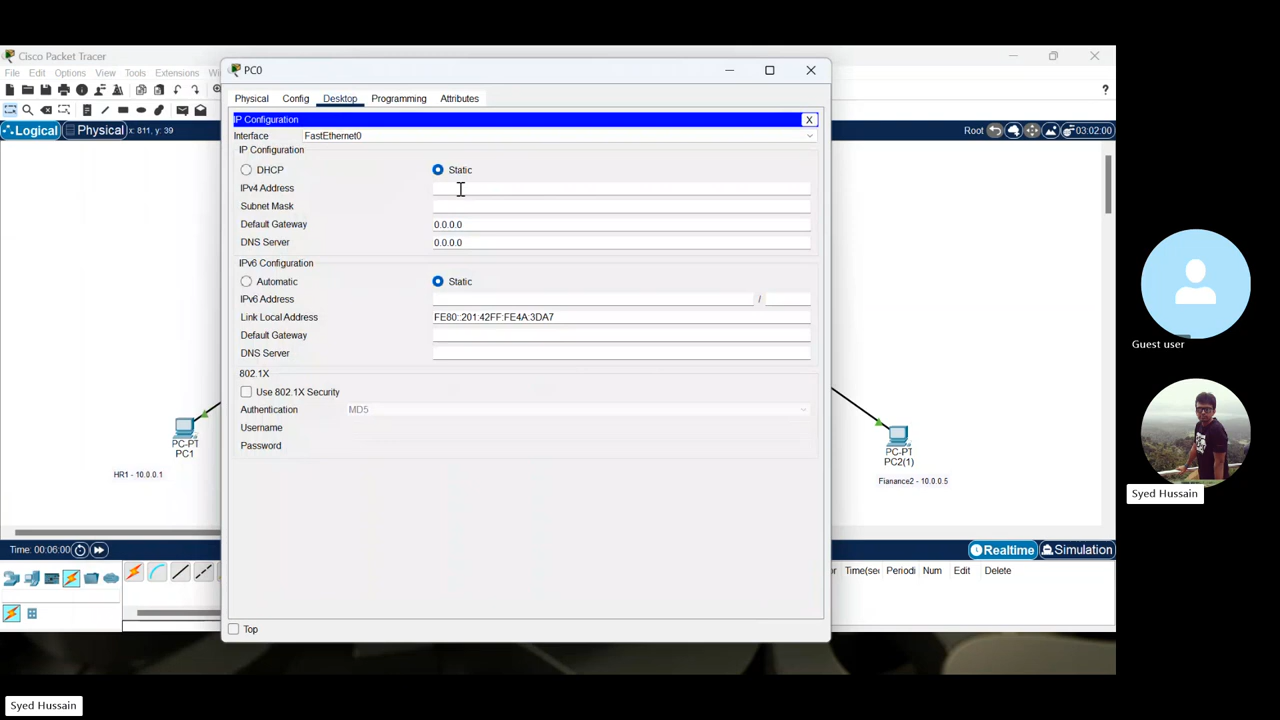 Cisco Packet Tracer
File Edit Options View Tools Extensions Wi
Logical Physical x: 811, y: 39
Root 03:02:00
PC0
Physical Config Desktop Programming Attributes
IP Configuration X
Interface FastEthernet0
IP Configuration
DHCP Static
IPv4 Address
Subnet Mask
Default Gateway 0.0.0.0
DNS Server 0.0.0.0
IPv6 Configuration
Automatic Static
IPv6 Address /
Link Local Address FE80::201:42FF:FE4A:3DA7
Default Gateway
DNS Server
802.1X
Use 802.1X Security
Authentication MD5
Username
Password
Top
PC-PT
PC1
HR1 - 10.0.0.1
PC-PT
PC2(1)
Fianance2 - 10.0.0.5
Time: 00:06:00
Realtime Simulation
or Time(sec Periodi Num Edit Delete
?
Guest user
Syed Hussain
Syed Hussain